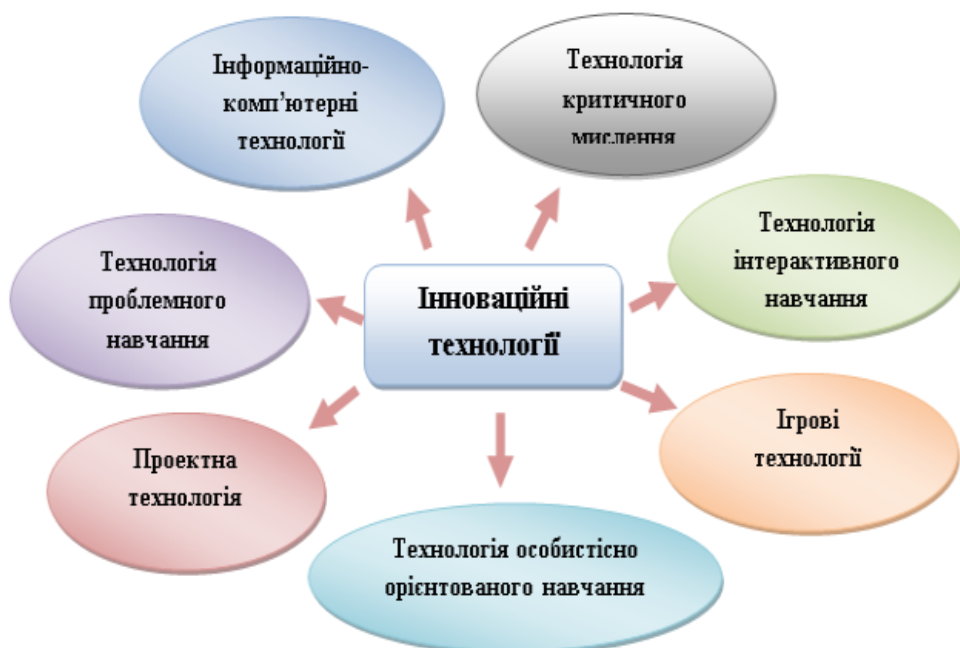 Інформаційно-
комп’ютерні
технології
Технологія
критичного
мислення
Технологія
проблемного
навчання
Інноваційні
технології
Технологія
інтерактивного
навчання
Проектна
технологія
Ігрові
технології
Технологія особистісно
орієнтованого навчання